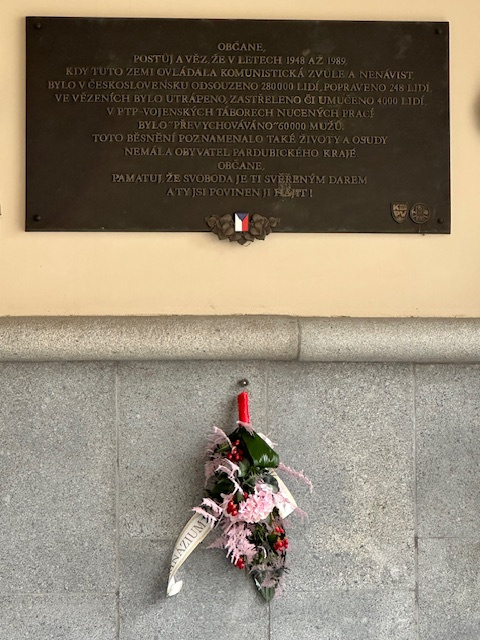 OBČANE,
POSTŮJ A VĚZ, ŽE V LETECH 1948 AŽ 1989,
KDY TUTO ZEMI OVLÁDALA KOMUNISTICKÁ ZVŮLE A NENÁVIST
BYLO V ČESKOSLOVENSKU ODSOUZENO 280000 LIDÍ, POPRAVENO 248 LIDÍ,
VE VĚZENÍCH BYLO UTRÁPENO, ZASTŘELENO ČI UMUČENO 4000 LIDÍ.
V PTP-VOJENSKÝCH TÁBORECH NUCENÝCH PRACÍ
BYLO "PŘEVYCHOVÁVÁNO" 60000 MUŽŮ.
TOTO BĚSNĚNÍ POZNAMENALO TAKÉ ŽIVOTY A OSUDY
NEMÁLA OBYVATEL PARDUBICKÉHO KRAJE
OBČANE,
PAMATUJ, ŽE SVOBODA JE TI SVĚŘENÝM DAREM
A TY JSI POVINEN JI HÁJIT!